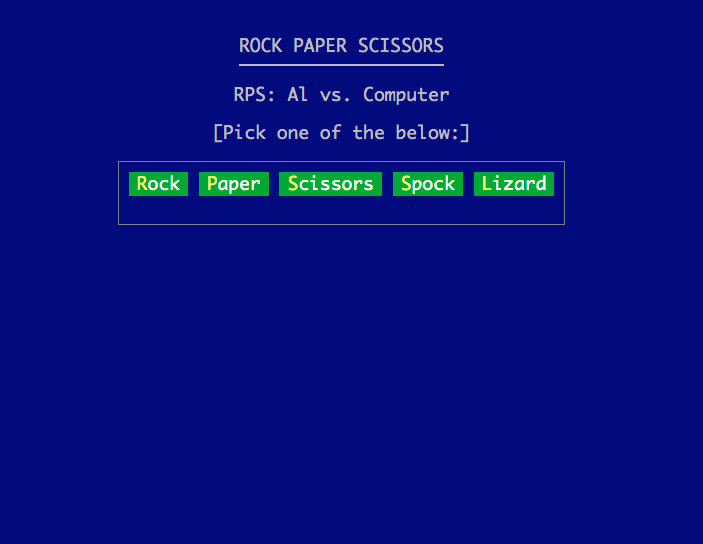 ROCK PAPER SCISSORS
RPS: Al vs. Computer
[Pick one of the below:]
Rock Paper Scissors Spock Lizard